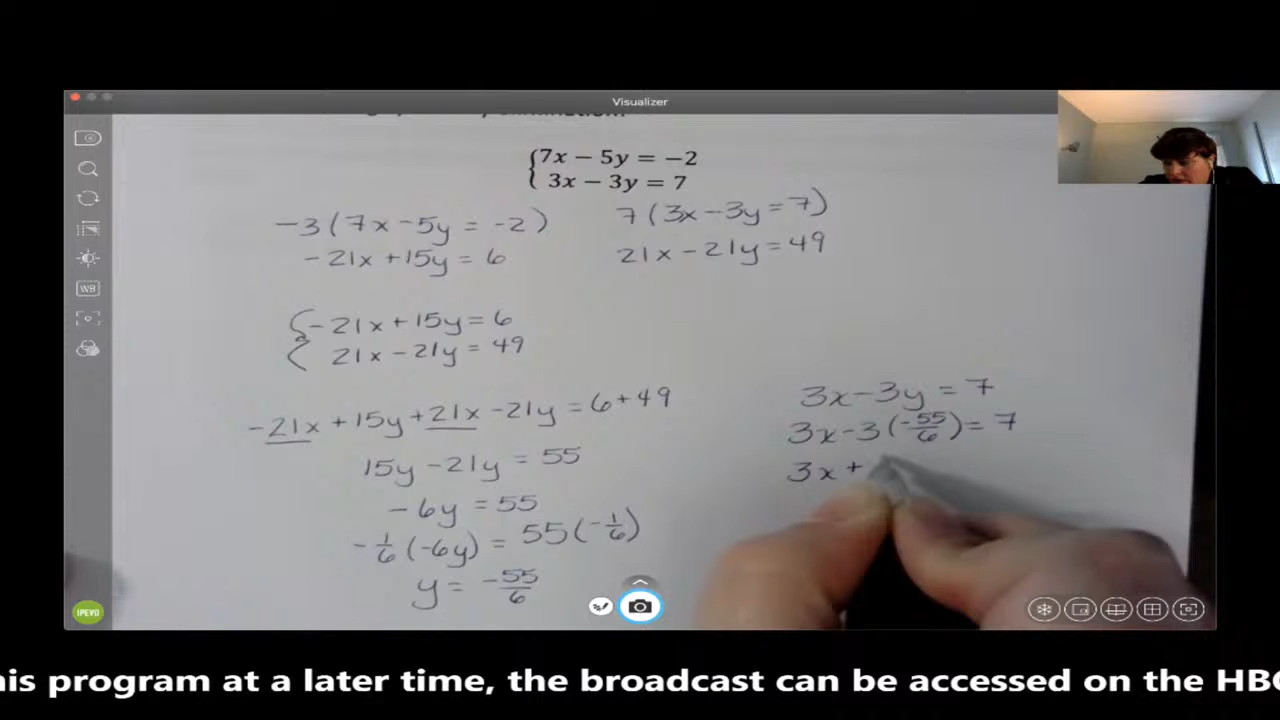 Visualizer
7x − 5y = −2
3x − 3y = 7
-3(7x-5y = -2)
-21x+15y = 6
7(3x-3y=7)
21x-21y=49
-21x+15y=6
21x-21y=49
-21x+15y+21x-21y=6+49
15y-21y=55
-6y=55
-1/6(-6y)=55(-1/6)
y=-55/6
3x-3y=7
3x-3(-55/6)=7
3x+
WB
IPEVO
his program at a later time, the broadcast can be accessed on the HBC